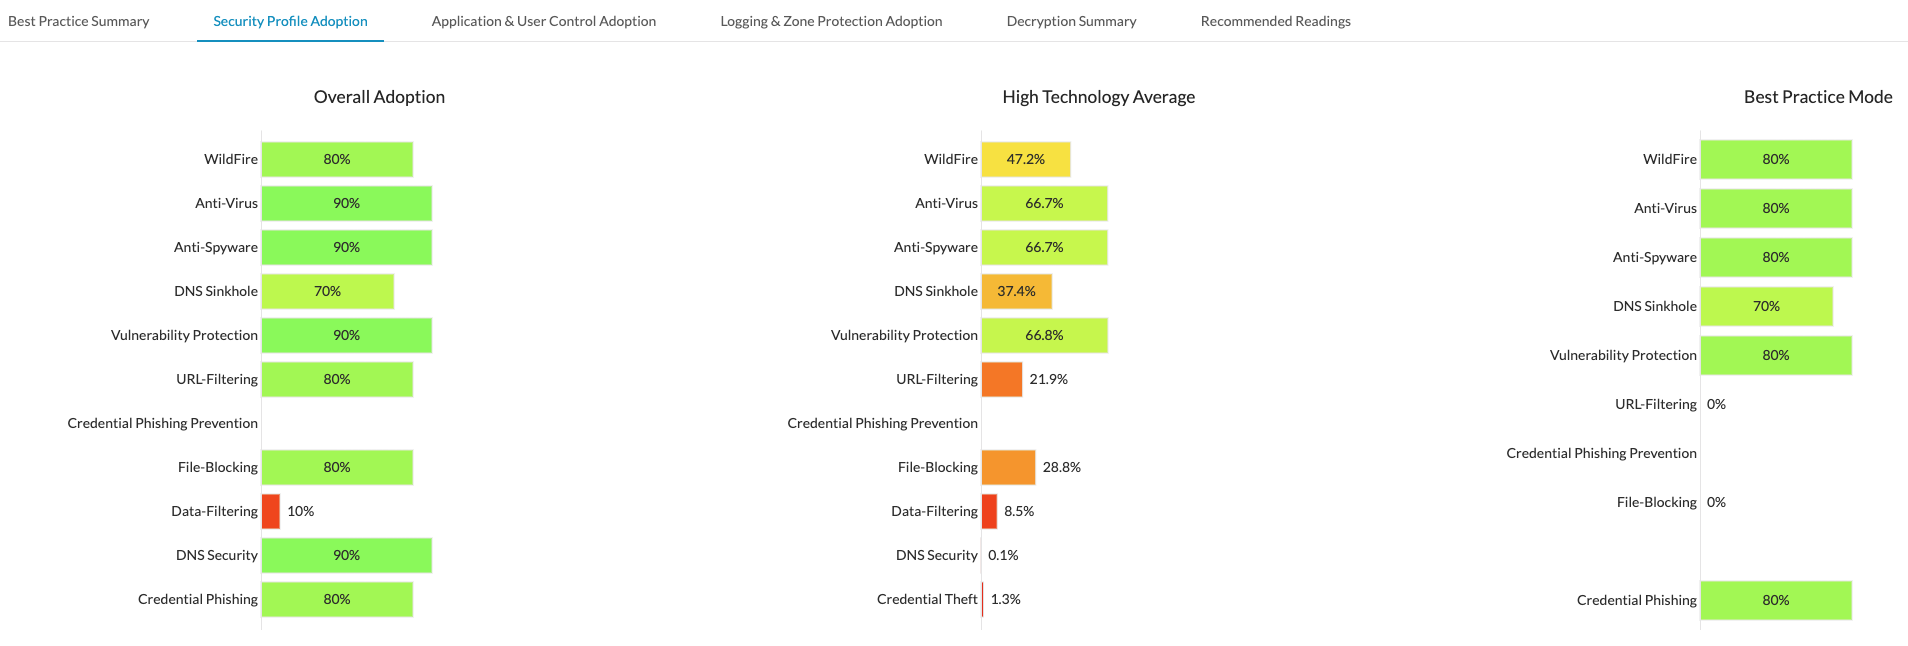 Best Practice Summary
Security Profile Adoption
Application & User Control Adoption
Logging & Zone Protection Adoption
Decryption Summary
Recommended Readings
Overall Adoption
WildFire 80%
Anti-Virus 90%
Anti-Spyware 90%
DNS Sinkhole 70%
Vulnerability Protection 90%
URL-Filtering 80%
Credential Phishing Prevention
File-Blocking 80%
Data-Filtering 10%
DNS Security 90%
Credential Phishing 80%
High Technology Average
WildFire 47.2%
Anti-Virus 66.7%
Anti-Spyware 66.7%
DNS Sinkhole 37.4%
Vulnerability Protection 66.8%
URL-Filtering 21.9%
Credential Phishing Prevention
File-Blocking 28.8%
Data-Filtering 8.5%
DNS Security 0.1%
Credential Theft 1.3%
Best Practice Mode
WildFire 80%
Anti-Virus 80%
Anti-Spyware 80%
DNS Sinkhole 70%
Vulnerability Protection 80%
URL-Filtering 0%
Credential Phishing Prevention
File-Blocking 0%
Credential Phishing 80%